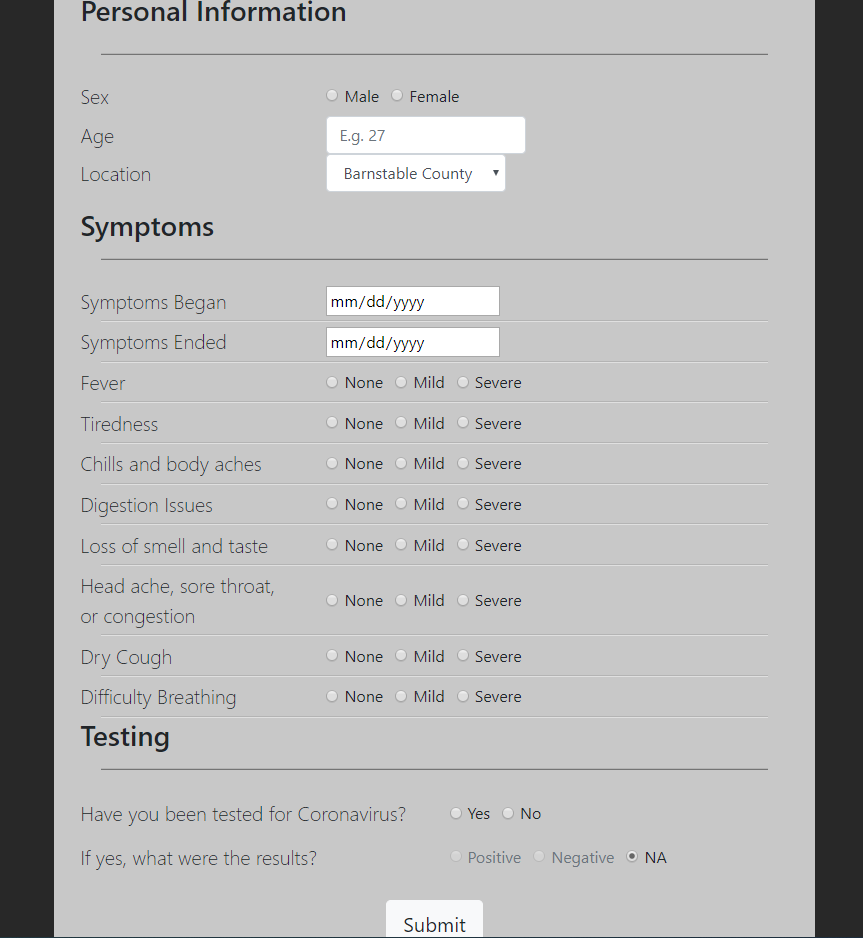 Personal Information
Sex Male Female
Age E.g. 27
Location Barnstable County
Symptoms
Symptoms Began mm/dd/yyyy
Symptoms Ended mm/dd/yyyy
Fever None Mild Severe
Tiredness None Mild Severe
Chills and body aches None Mild Severe
Digestion Issues None Mild Severe
Loss of smell and taste None Mild Severe
Head ache, sore throat,
or congestion None Mild Severe
Dry Cough None Mild Severe
Difficulty Breathing None Mild Severe
Testing
Have you been tested for Coronavirus? Yes No
If yes, what were the results? Positive Negative NA
Submit